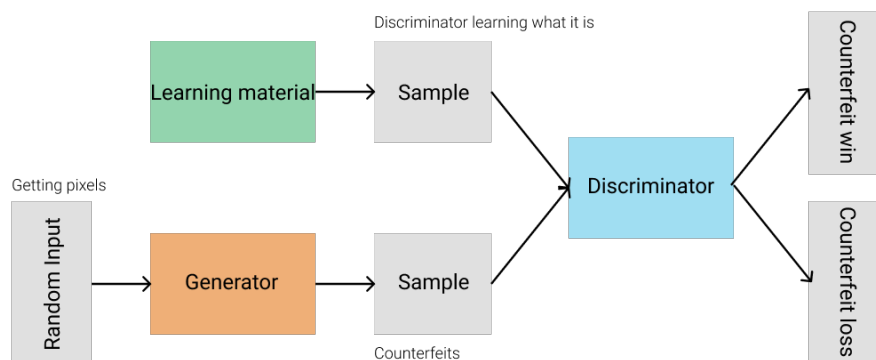 Discriminator learning what it is
Learning material
Sample
Counterfeit win
Discriminator
Getting pixels
Random Input
Generator
Sample
Counterfeit loss
Counterfeits